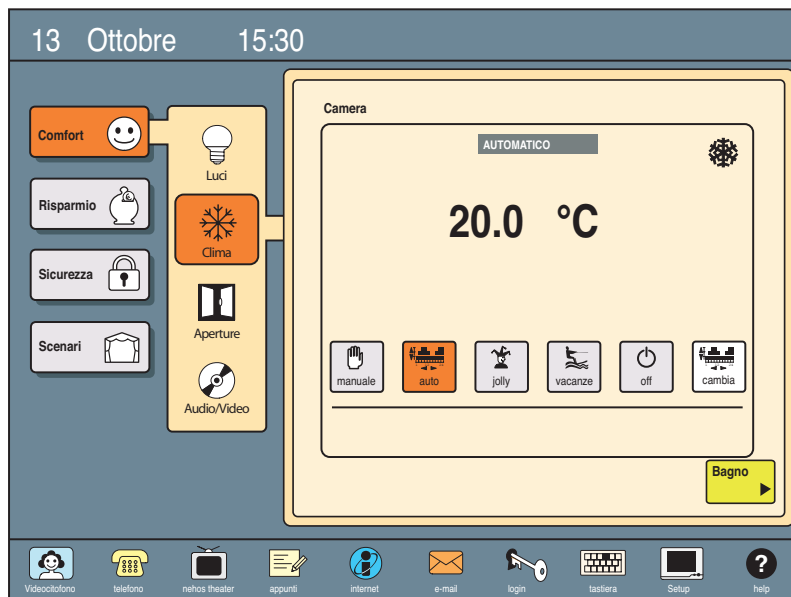 13 Ottobre 15:30
Comfort
Risparmio
Sicurezza
Scenari
Luci
Clima
Aperture
Audio/Video
Camera
AUTOMATICO
20.0 °C
manuale
auto
jolly
vacanze
off
cambia
Bagno
Videocitofono
telefono
nehos theater
appunti
internet
e-mail
login
tastiera
Setup
help